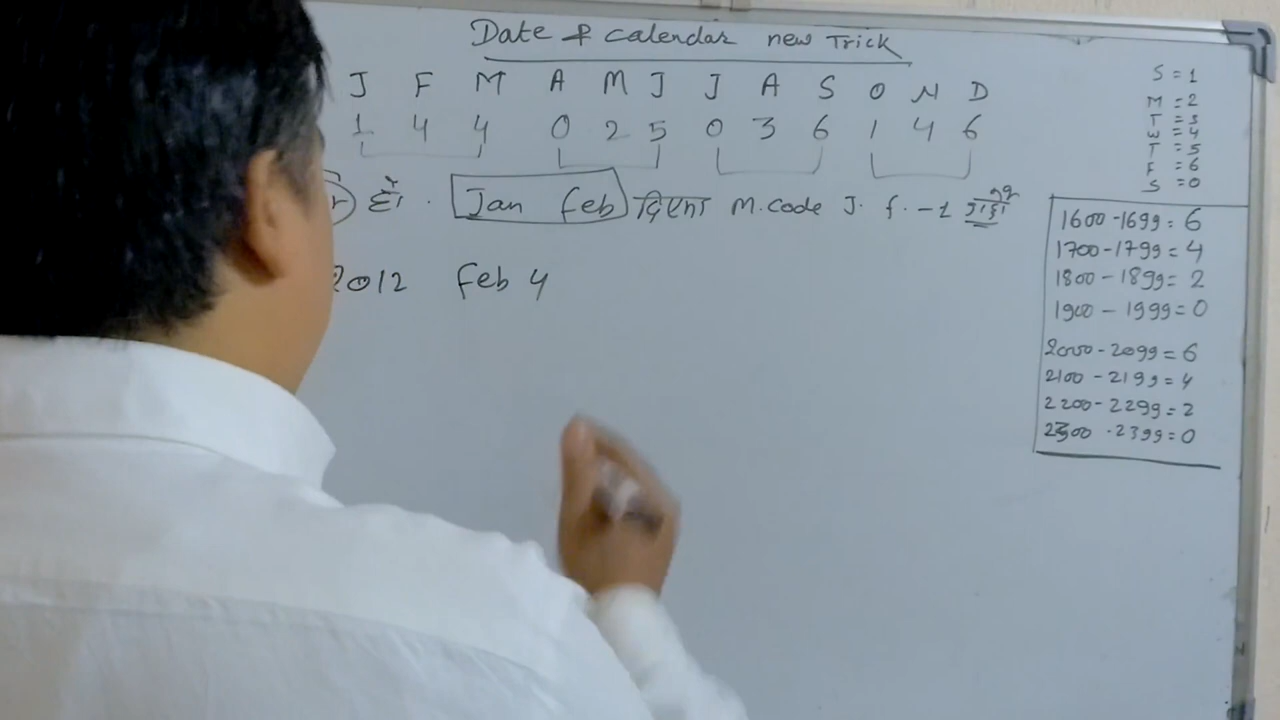 Date & calendar new Trick
J F M A M J J A S O N D
1 4 4 0 2 5 0 3 6 1 4 6
Jan feb M.code J. f. -1
2012 Feb 4
S = 1
M = 2
T = 3
W = 4
T = 5
F = 6
S = 0
1600 - 1699 = 6
1700 - 1799 = 4
1800 - 1899 = 2
1900 - 1999 = 0
2000 - 2099 = 6
2100 - 2199 = 4
2200 - 2299 = 2
2300 - 2399 = 0